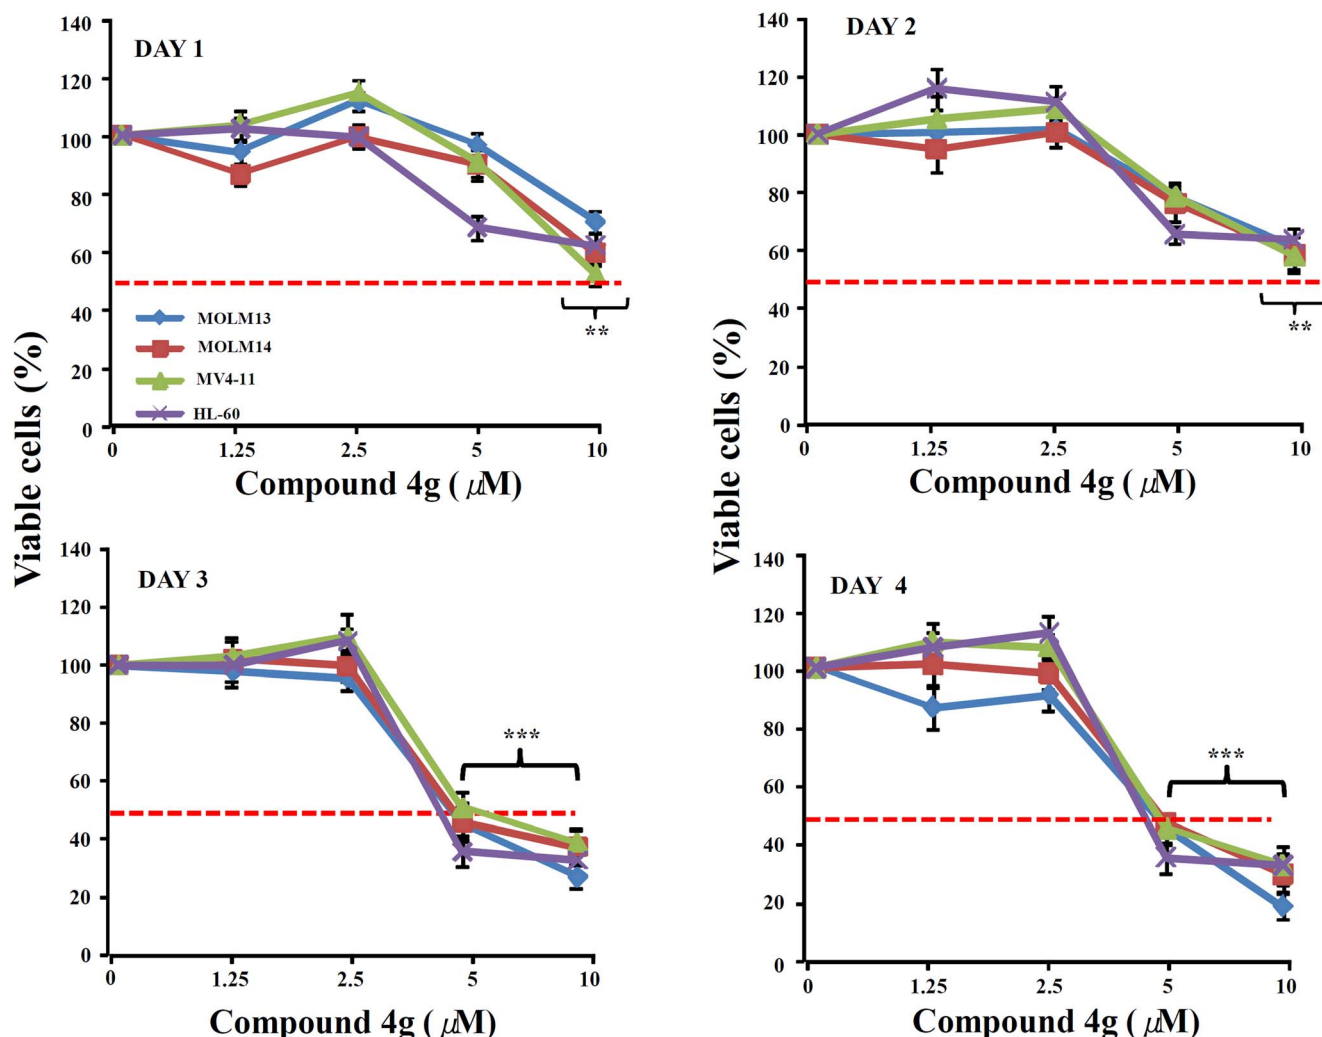 140
120
100
80
60
40
20
0
DAY 1
**
MOLM13
MOLM14
MV4-11
HL-60
0 1.25 2.5 5 10
Compound 4g ( μM)
140
120
100
80
60
40
20
0
DAY 2
**
0 1.25 2.5 5 10
Compound 4g ( μM)
Viable cells (%)
Viable cells (%)
140
120
100
80
60
40
20
0
DAY 3
***
0 1.25 2.5 5 10
Compound 4g ( μM)
140
120
100
80
60
40
20
0
DAY 4
***
0 1.25 2.5 5 10
Compound 4g ( μM)